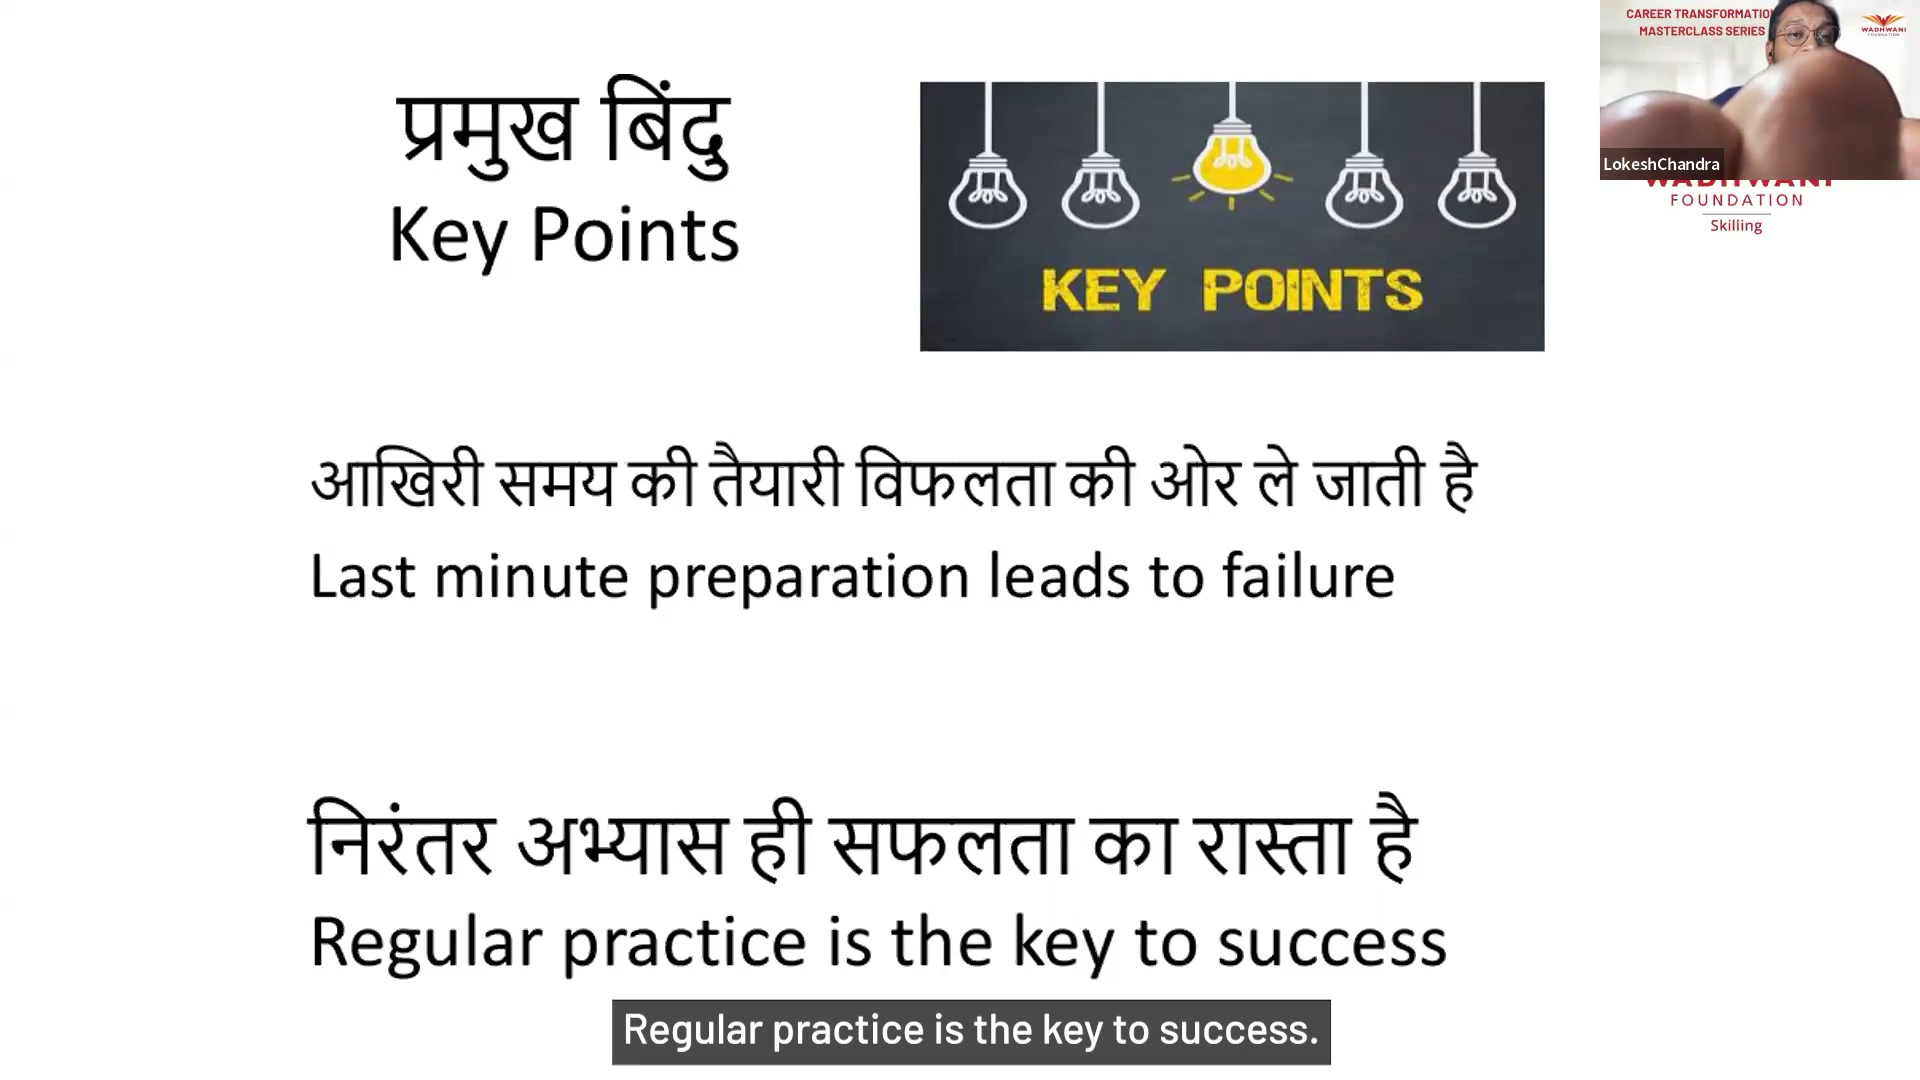 प्रमुख बिंदु
Key Points
KEY POINTS
CAREER TRANSFORMATIO
MASTERCLASS SERIES
WADHWANI
FOUNDATION
LokeshChandra
WADHWANI
FOUNDATION
Skilling
आखिरी समय की तैयारी विफलता की ओर ले जाती है
Last minute preparation leads to failure
निरंतर अभ्यास ही सफलता का रास्ता है
Regular practice is the key to success
Regular practice is the key to success.